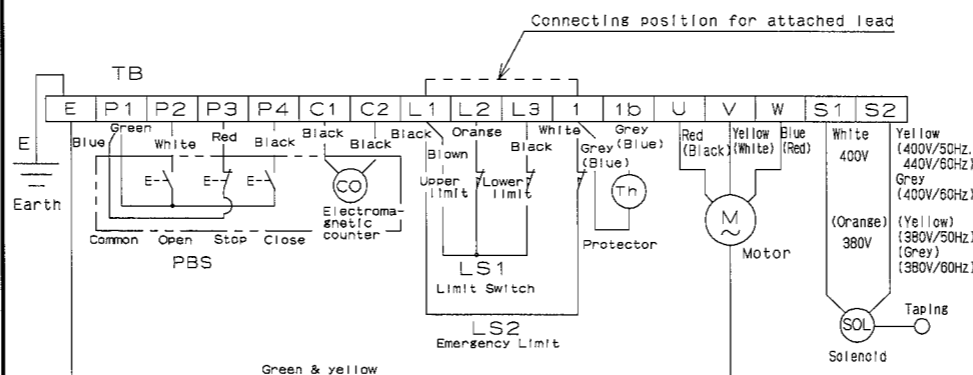 Connecting position for attached lead
TB
E P1 P2 P3 P4 C1 C2 L1 L2 L3 1 1b U V W S1 S2
Blue Green White Red Black Black Black Black Blown Orange Black White Grey (Blue) Grey (Blue) Red (Black) Yellow (White) Blue (Red) White 400V
Yellow
(400V/50Hz,
440V/60Hz)
Grey
(400V/60Hz)
E
Earth
E E E
CO
Electroma-
gnetic
counter
Common Open Stop Close
PBS
Upper
limit
Lower
limit
LS1
Limit Switch
LS2
Emergency Limit
Th
Protector
M
~
Motor
(Orange)
380V
(Yellow)
(380V/50Hz)
(Grey)
(380V/60Hz)
SOL
Taping
Solenoid
Green & yellow